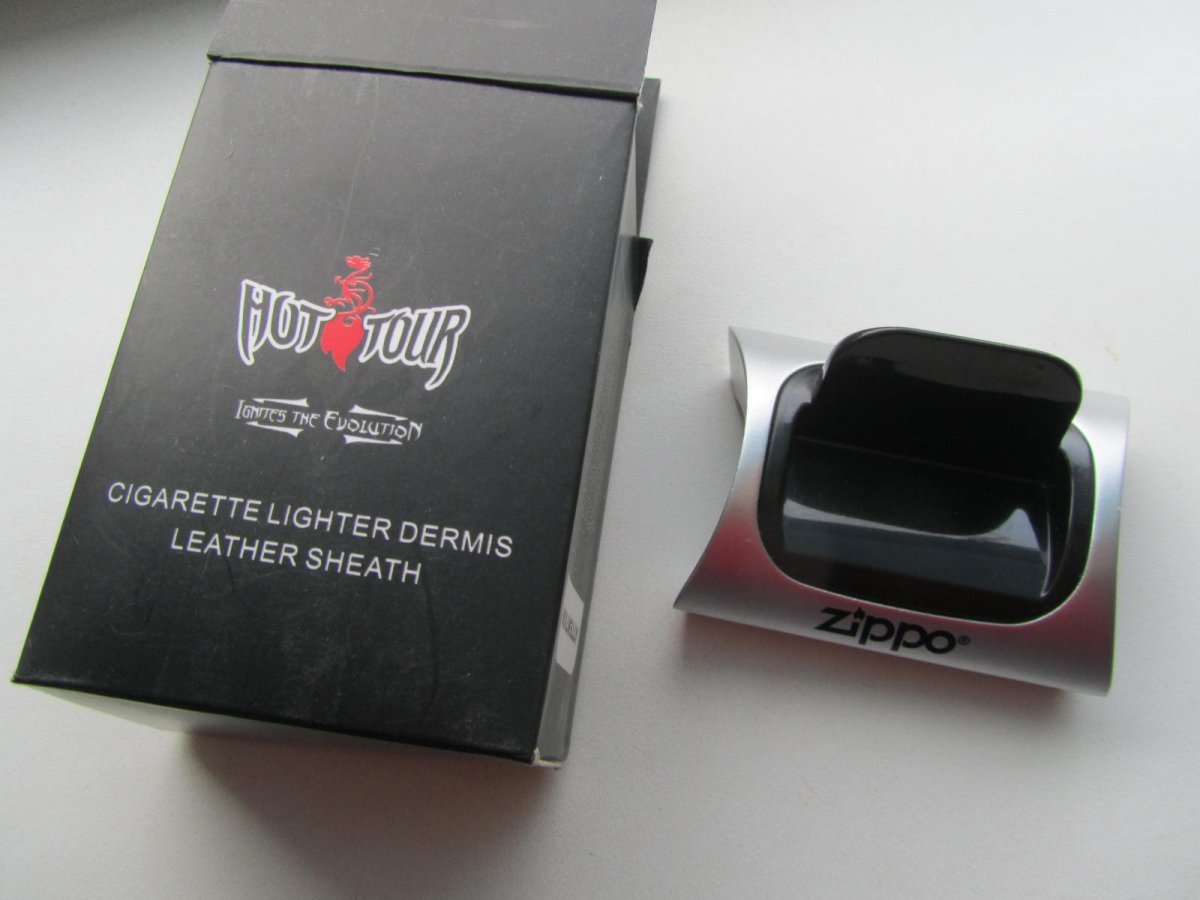 HOT TOUR
IGNITES THE EVOLUTION
CIGARETTE LIGHTER DERMIS
LEATHER SHEATH
Zippo®